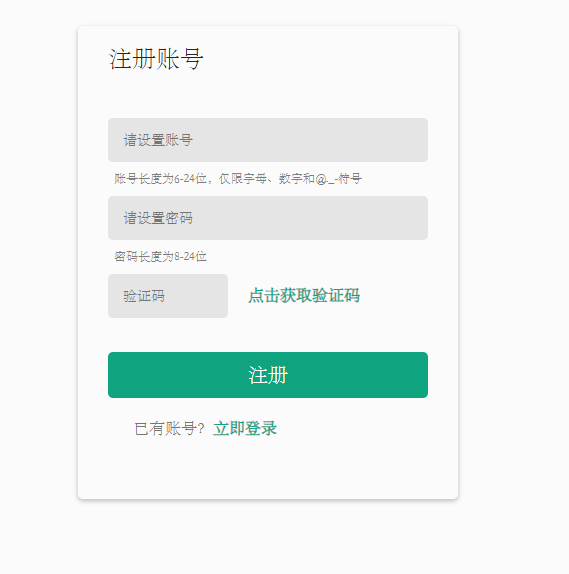 注册账号
请设置账号
账号长度为6-24位，仅限字母、数字和@._-符号
请设置密码
密码长度为8-24位
验证码 点击获取验证码
注册
已有账号? 立即登录